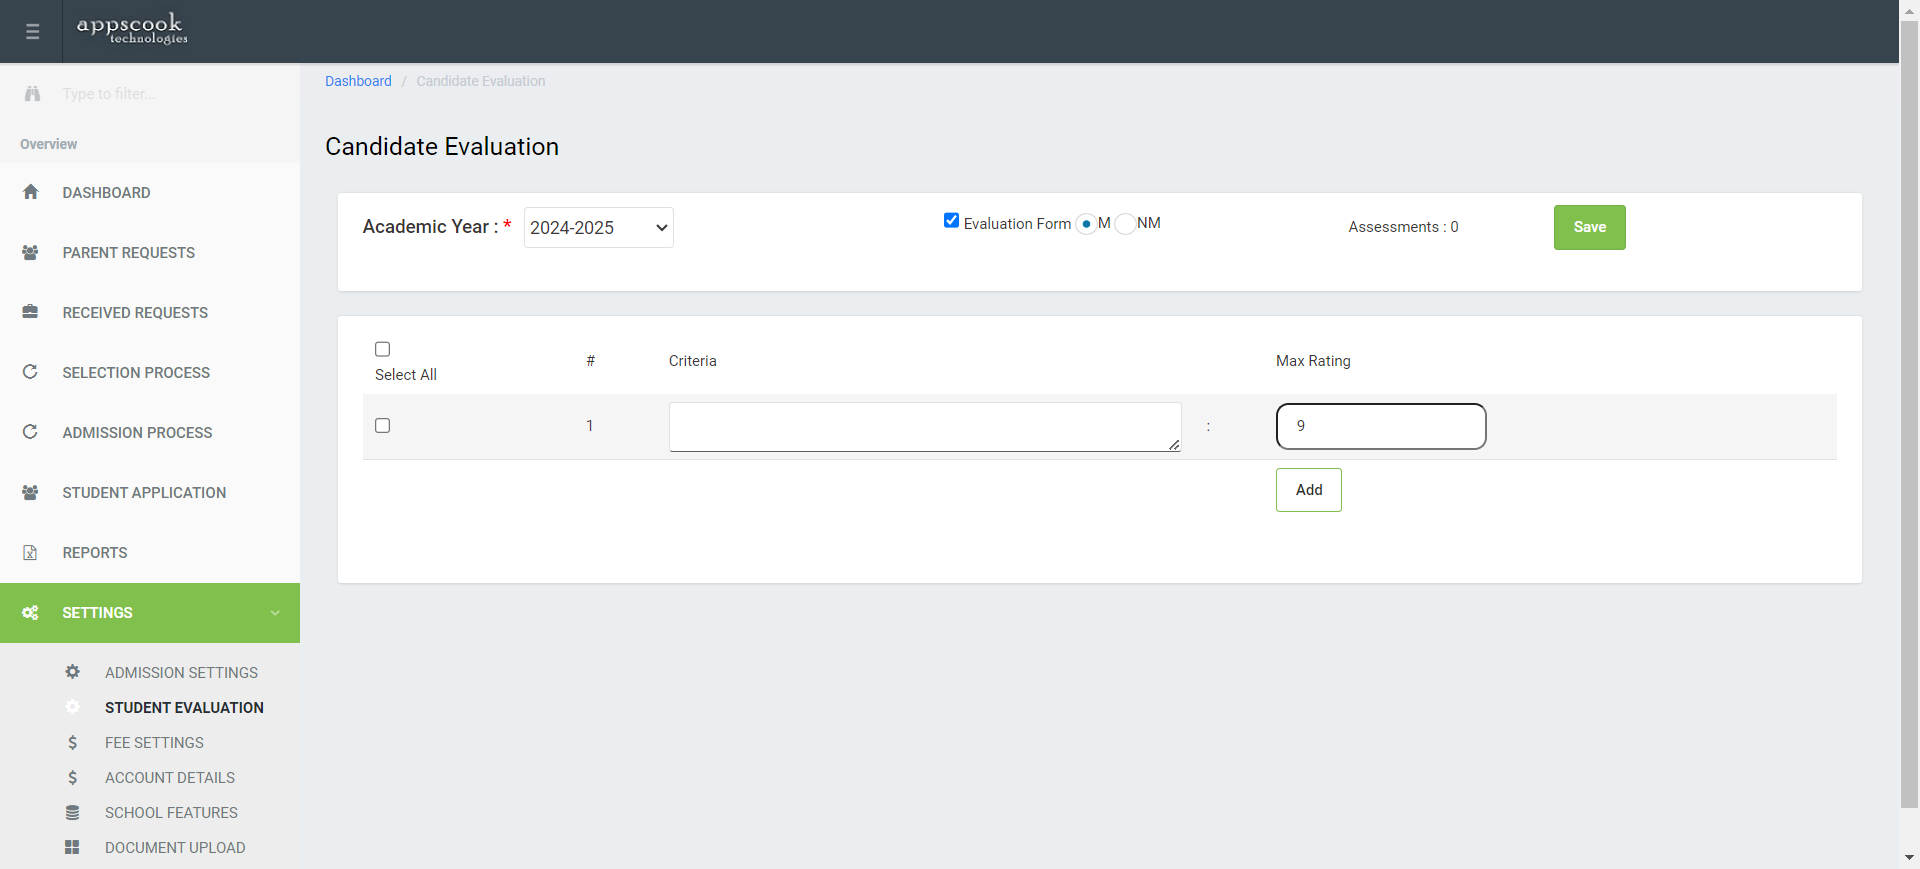 appscook
technologies
Type to filter...
Overview
DASHBOARD
PARENT REQUESTS
RECEIVED REQUESTS
SELECTION PROCESS
ADMISSION PROCESS
STUDENT APPLICATION
REPORTS
SETTINGS
ADMISSION SETTINGS
STUDENT EVALUATION
FEE SETTINGS
ACCOUNT DETAILS
SCHOOL FEATURES
DOCUMENT UPLOAD
Dashboard / Candidate Evaluation
Candidate Evaluation
Academic Year : * 2024-2025 Evaluation Form M NM Assessments : 0 Save
Select All # Criteria Max Rating
1 : 9
Add